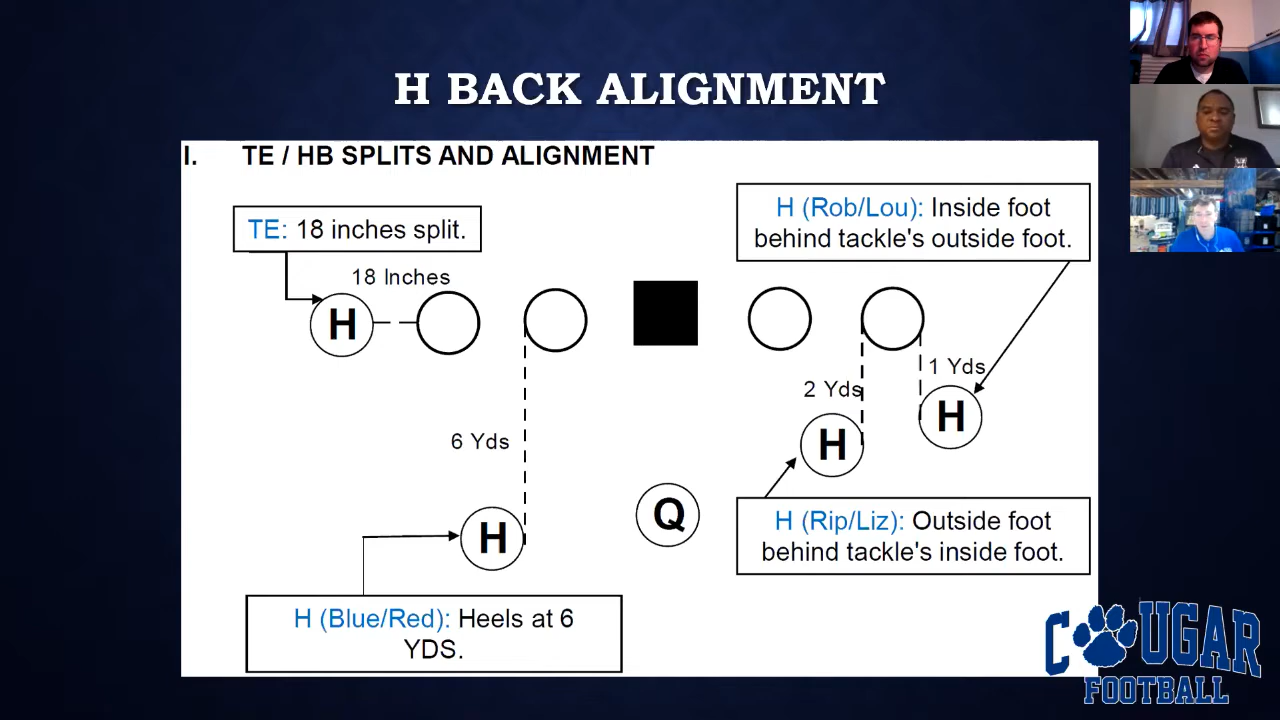 H BACK ALIGNMENT
I. TE / HB SPLITS AND ALIGNMENT
TE: 18 inches split.
H (Rob/Lou): Inside foot
behind tackle's outside foot.
18 Inches
H
1 Yds
2 Yds
H
H
6 Yds
Q
H
H (Rip/Liz): Outside foot
behind tackle's inside foot.
H (Blue/Red): Heels at 6
YDS.
COUGAR
FOOTBALL